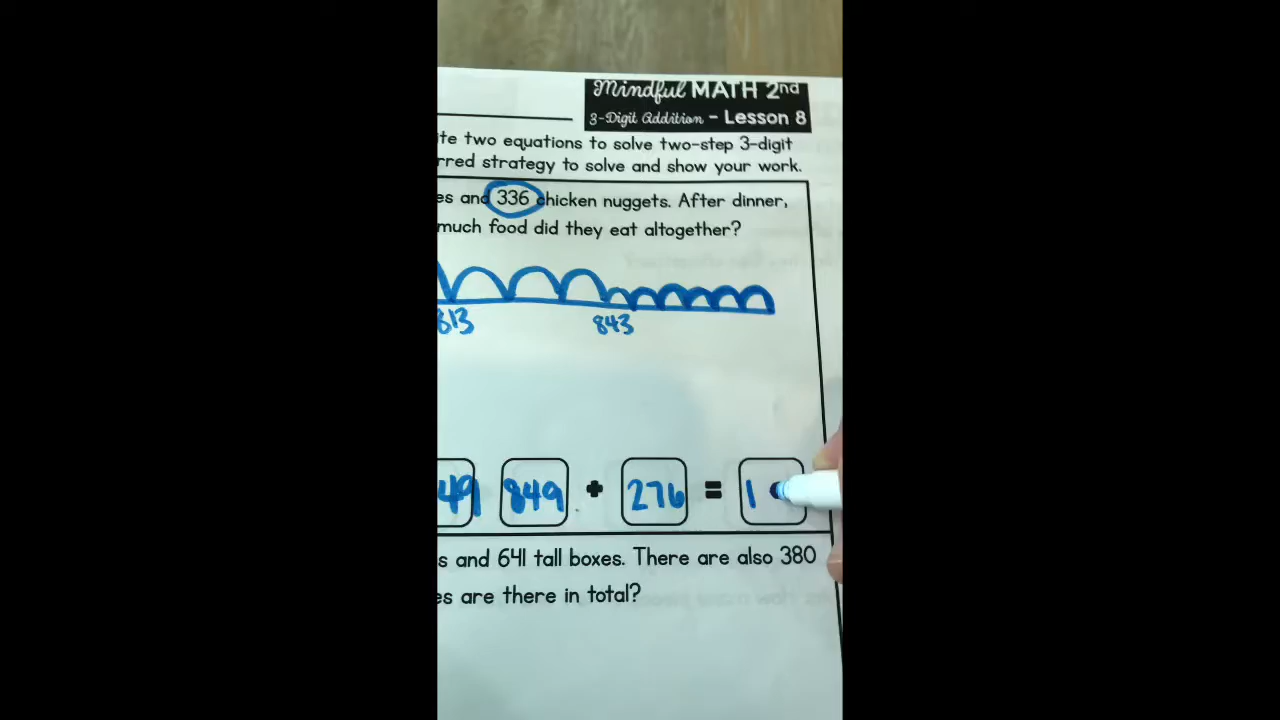 Mindful MATH 2nd
3-Digit Addition - Lesson 8
ite two equations to solve two-step 3-digit
rred strategy to solve and show your work.
es and 336 chicken nuggets. After dinner,
much food did they eat altogether?
813 843
49 849 + 276 = 1
s and 641 tall boxes. There are also 380
es are there in total?